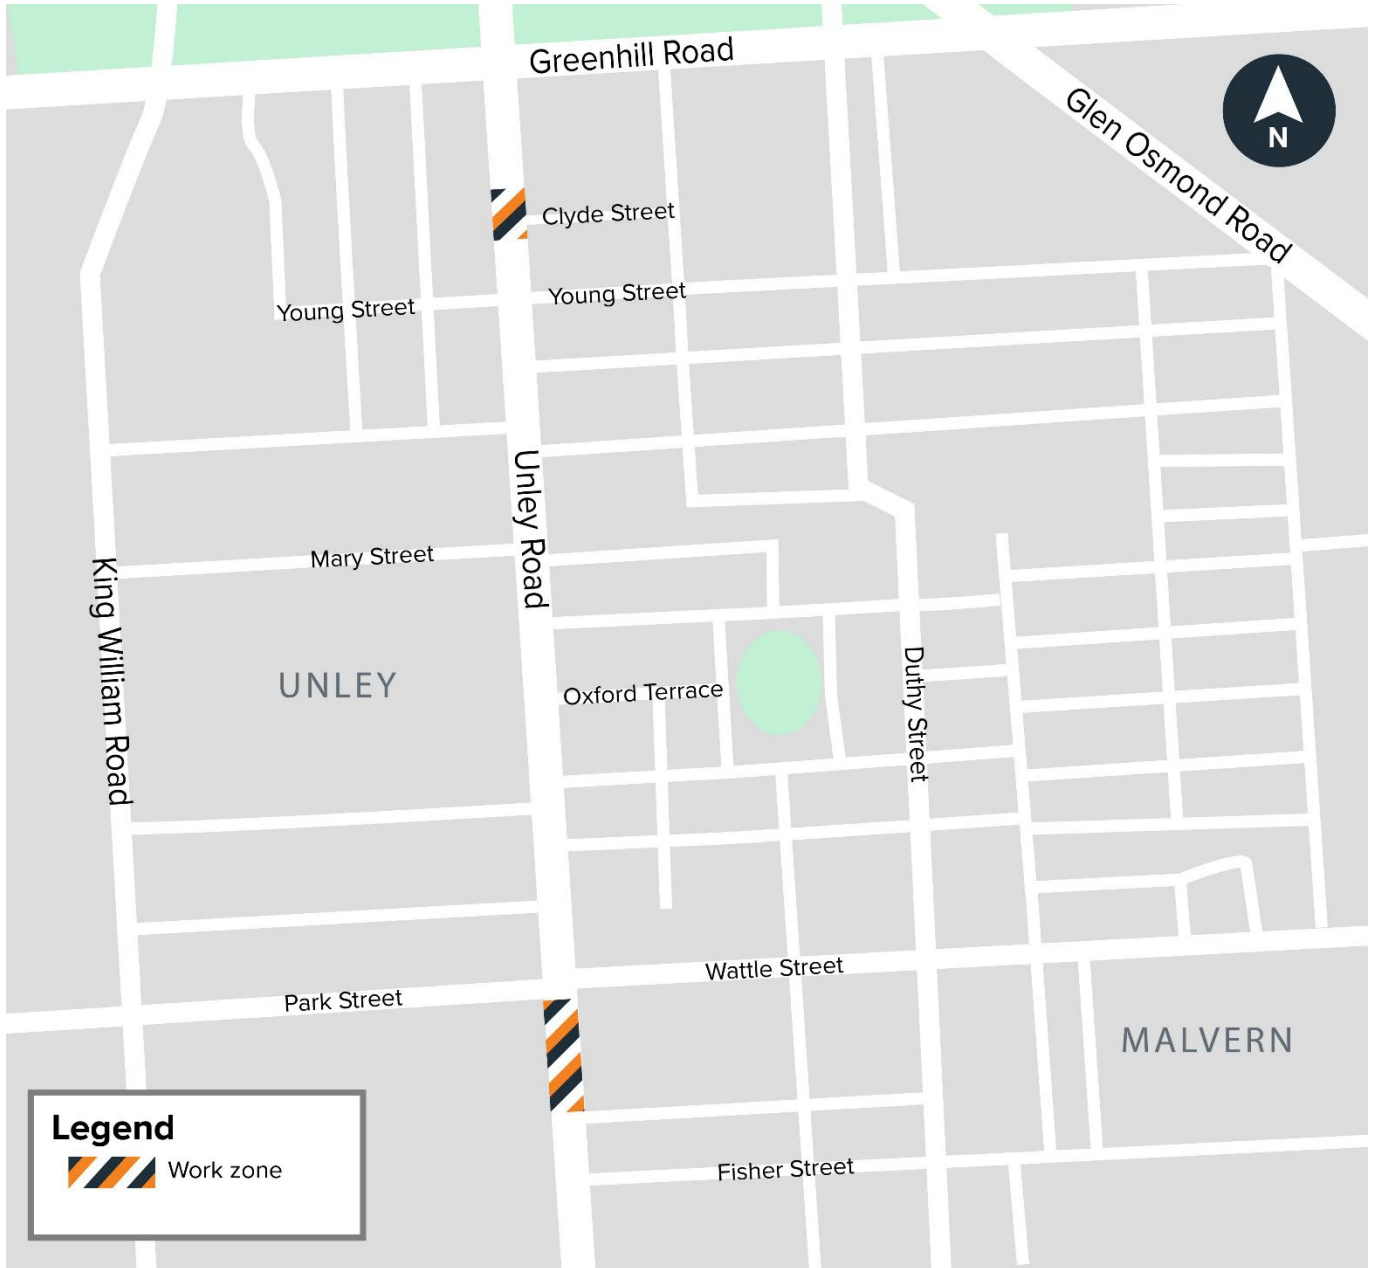 Greenhill Road
Glen Osmond Road
N
Clyde Street
Young Street
Young Street
Unley Road
Mary Street
King William Road
UNLEY
Oxford Terrace
Duthy Street
Wattle Street
Park Street
MALVERN
Legend
Work zone
Fisher Street